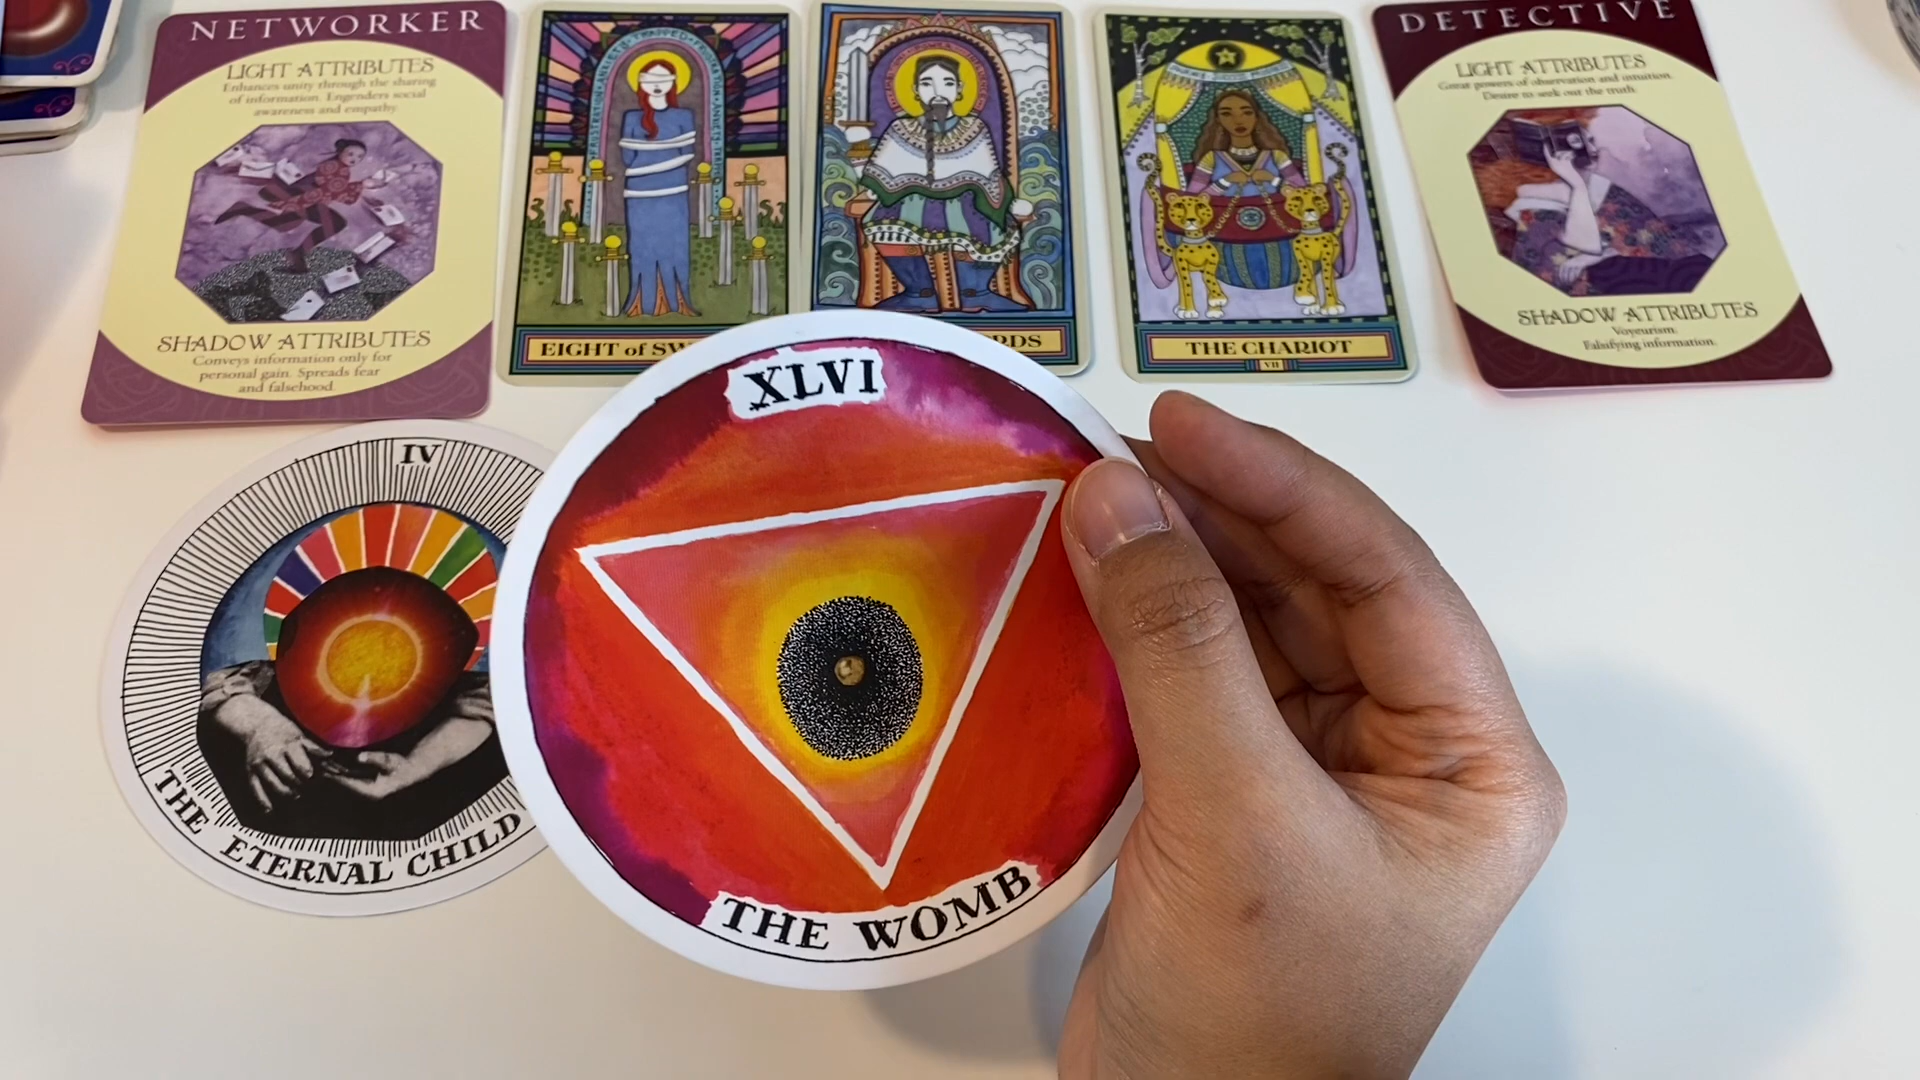 NETWORKER
LIGHT ATTRIBUTES
Enhances unity through the sharing
of information. Engenders social
awareness and empathy.
SHADOW ATTRIBUTES
Conveys information only for
personal gain. Spreads fear
and falsehood.
EIGHT of SW
RDS
THE CHARIOT
VII
DETECTIVE
LIGHT ATTRIBUTES
Great powers of observation and intuition.
Desire to seek out the truth.
SHADOW ATTRIBUTES
Voyeurism.
Falsifying information.
IV
THE ETERNAL CHILD
XLVI
THE WOMB